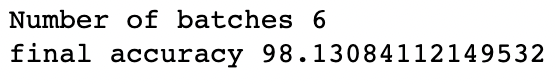 Number of batches 6
final accuracy 98.13084112149532